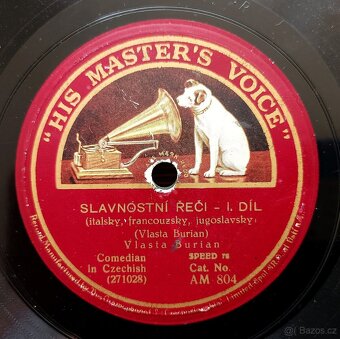 "HIS MASTER'S VOICE"
SLAVNOSTNÍ ŘEČI - I. DÍL
(italsky, francouzsky, jugoslavsky)
(Vlasta Burian)
Vlasta Burian
Comedian SPEED 78
in Czechish Cat. No.
(271028) AM 804
Bazos.cz